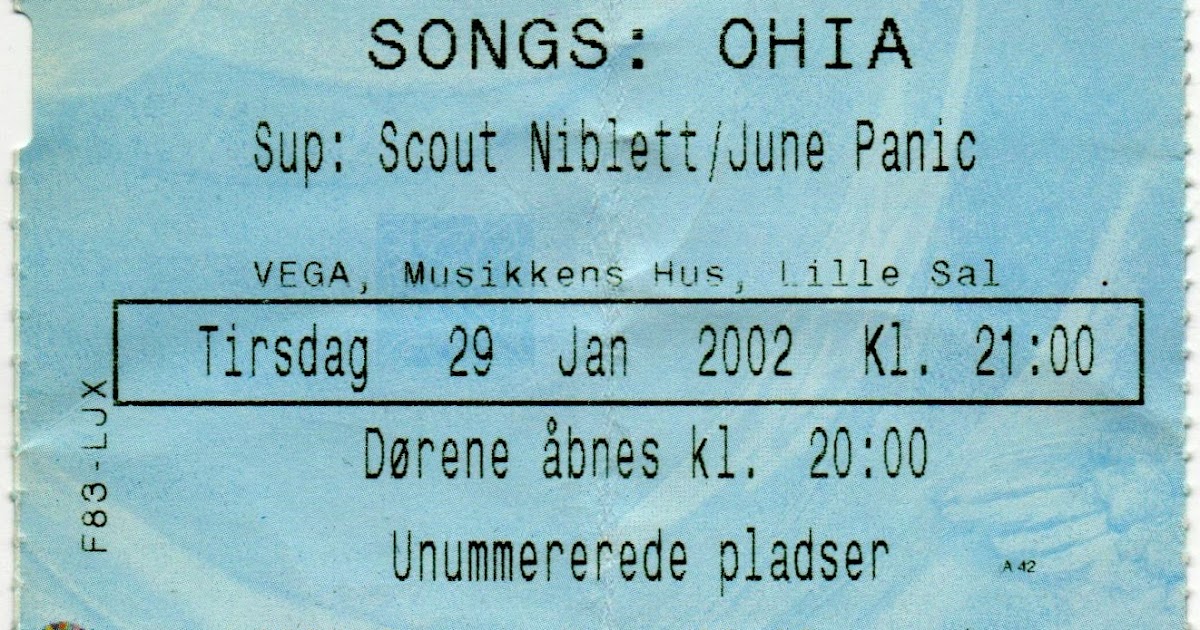 SONGS: OHIA
Sup: Scout Niblett/June Panic
VEGA, Musikkens Hus, Lille Sal .
Tirsdag 29 Jan 2002 Kl. 21:00
Dørene åbnes kl. 20:00
Unummererede pladser
F83-LJX
A 42